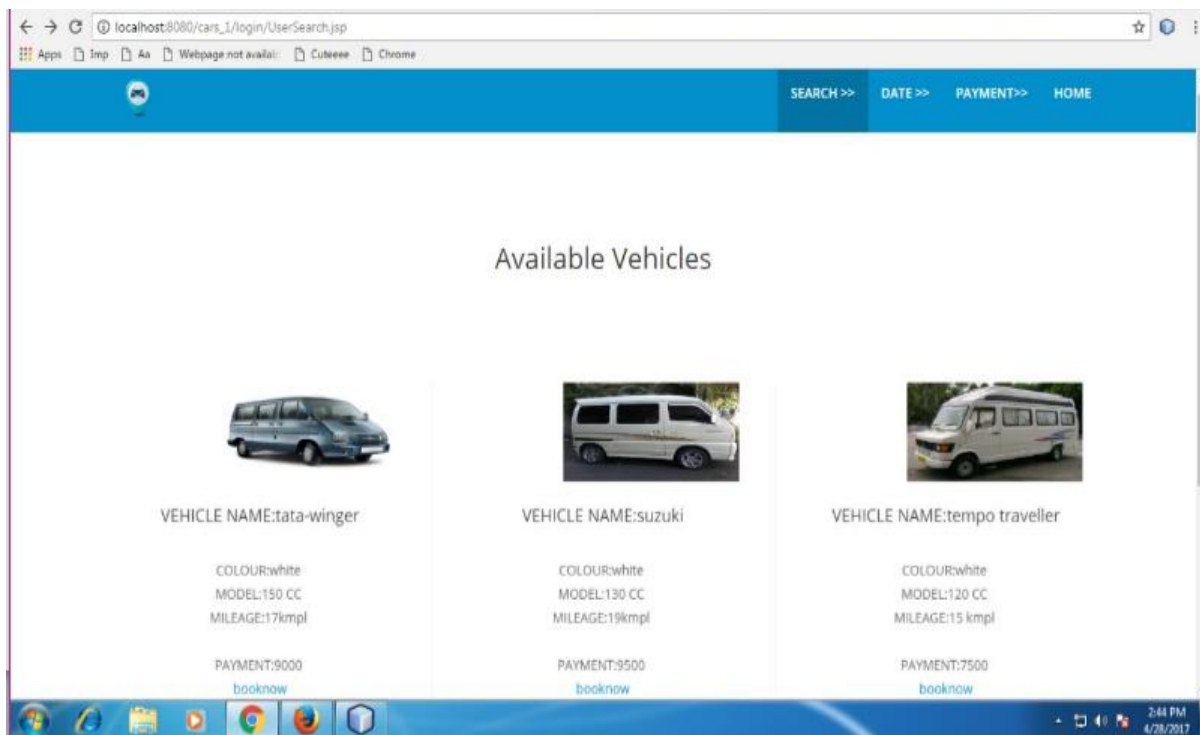 localhost:8080/cars_1/login/UserSearch.jsp
Apps Imp Aa Webpage not availab Cuteeee Chrome
SEARCH >> DATE >> PAYMENT>> HOME
Available Vehicles
VEHICLE NAME:tata-winger
COLOUR:white
MODEL:150 CC
MILEAGE:17kmpl
PAYMENT:9000
booknow
VEHICLE NAME:suzuki
COLOUR:white
MODEL:130 CC
MILEAGE:19kmpl
PAYMENT:9500
booknow
VEHICLE NAME:tempo traveller
COLOUR:white
MODEL:120 CC
MILEAGE:15 kmpl
PAYMENT:7500
booknow
2:44 PM
4/28/2017